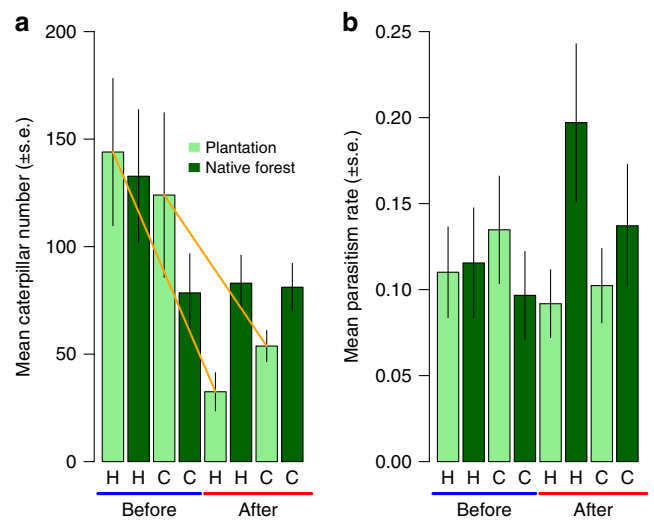 a
Mean caterpillar number (±s.e.)
200
150
100
50
0
Plantation
Native forest
H H C C H H C C
Before After
b
Mean parasitism rate (±s.e.)
0.25
0.20
0.15
0.10
0.05
0.00
H H C C H H C C
Before After